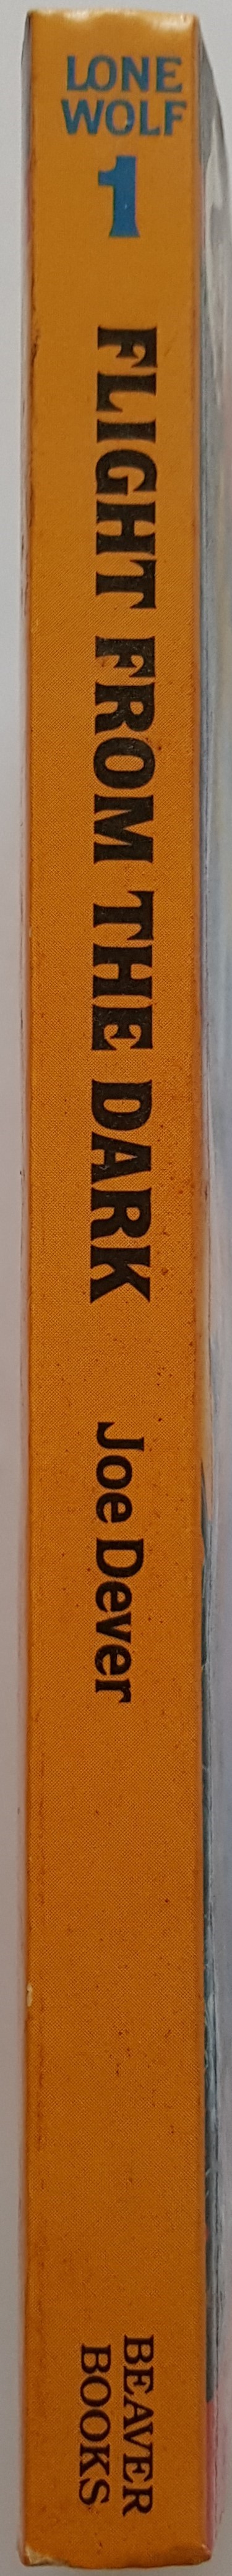 LONE
WOLF
1
FLIGHT FROM THE DARK
Joe Dever
BEAVER
BOOKS